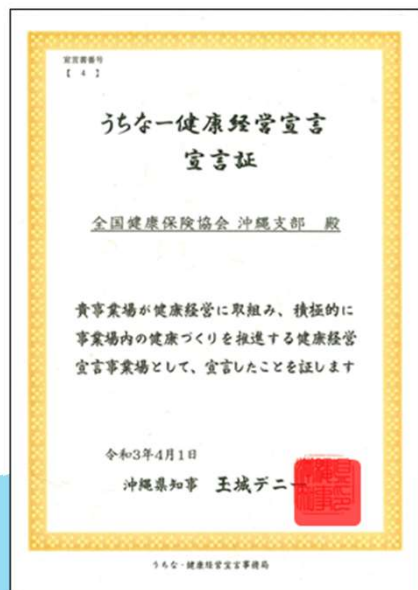 宣言書番号
【 4 】
うちなー健康経営宣言
宣言証
全国健康保険協会 沖縄支部 殿
貴事業場が健康経営に取組み、積極的に
事業場内の健康づくりを推進する健康経営
宣言事業場として、宣言したことを証します
令和3年4月1日
沖縄県知事 玉城デニー
うちなー健康経営宣言事務局